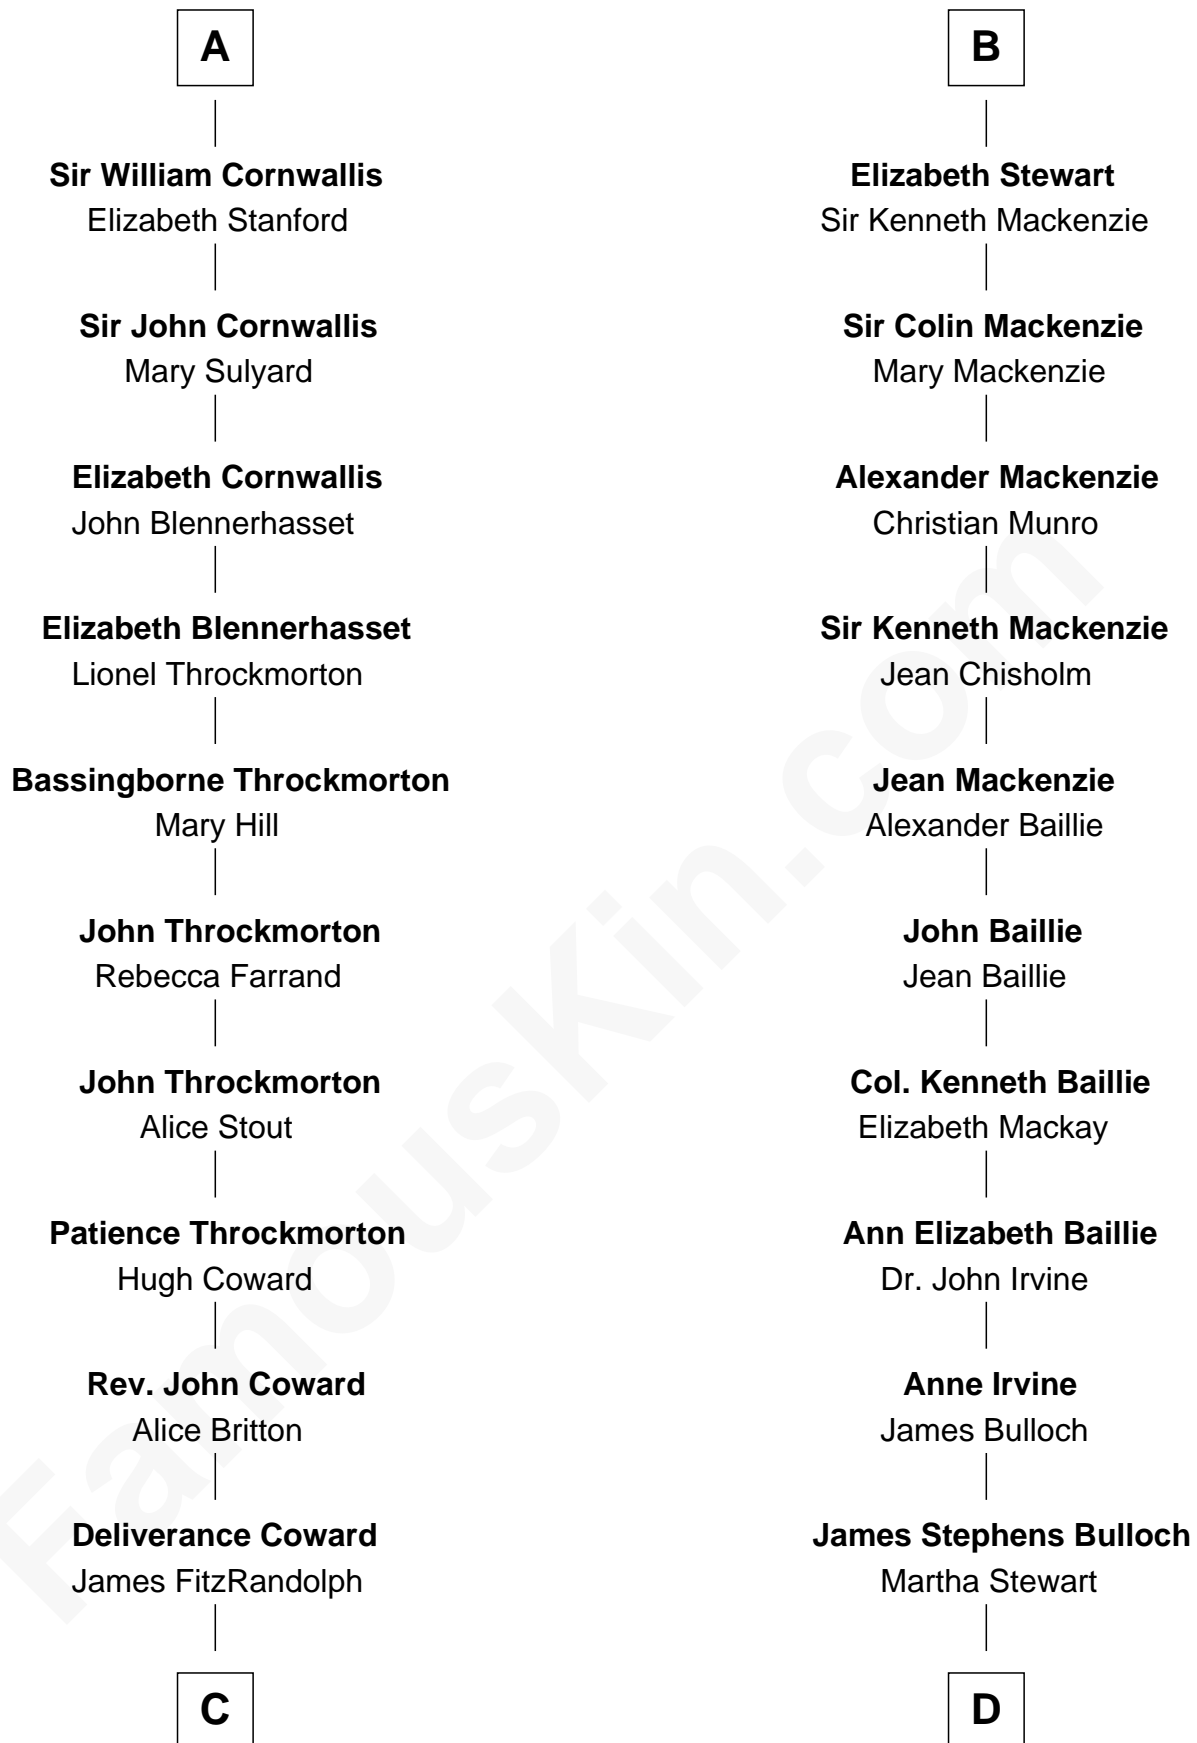 A
Sir William Cornwallis
Elizabeth Stanford
Sir John Cornwallis
Mary Sulyard
Elizabeth Cornwallis
John Blennerhasset
Elizabeth Blennerhasset
Lionel Throckmorton
Bassingborne Throckmorton
Mary Hill
John Throckmorton
Rebecca Farrand
John Throckmorton
Alice Stout
Patience Throckmorton
Hugh Coward
Rev. John Coward
Alice Britton
Deliverance Coward
James FitzRandolph
C
B
Elizabeth Stewart
Sir Kenneth Mackenzie
Sir Colin Mackenzie
Mary Mackenzie
Alexander Mackenzie
Christian Munro
Sir Kenneth Mackenzie
Jean Chisholm
Jean Mackenzie
Alexander Baillie
John Baillie
Jean Baillie
Col. Kenneth Baillie
Elizabeth Mackay
Ann Elizabeth Baillie
Dr. John Irvine
Anne Irvine
James Bulloch
James Stephens Bulloch
Martha Stewart
D
FamousKin.com